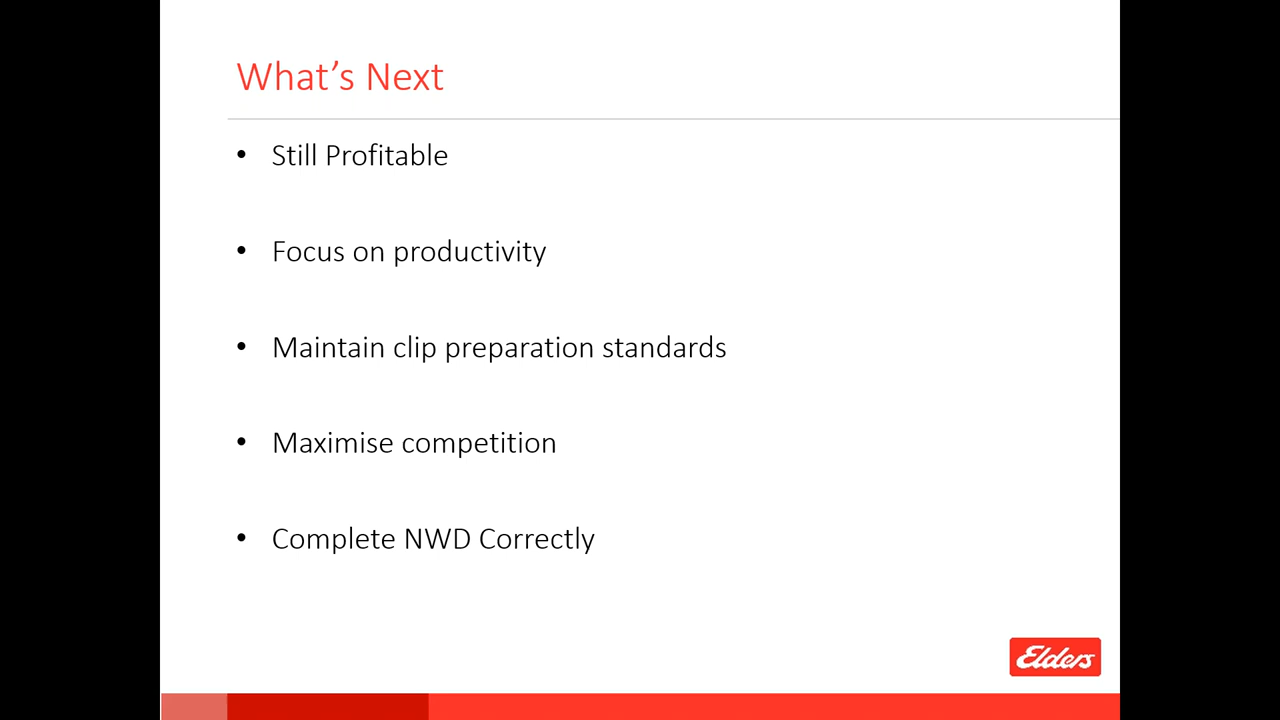 What's Next
• Still Profitable
• Focus on productivity
• Maintain clip preparation standards
• Maximise competition
• Complete NWD Correctly
Elders